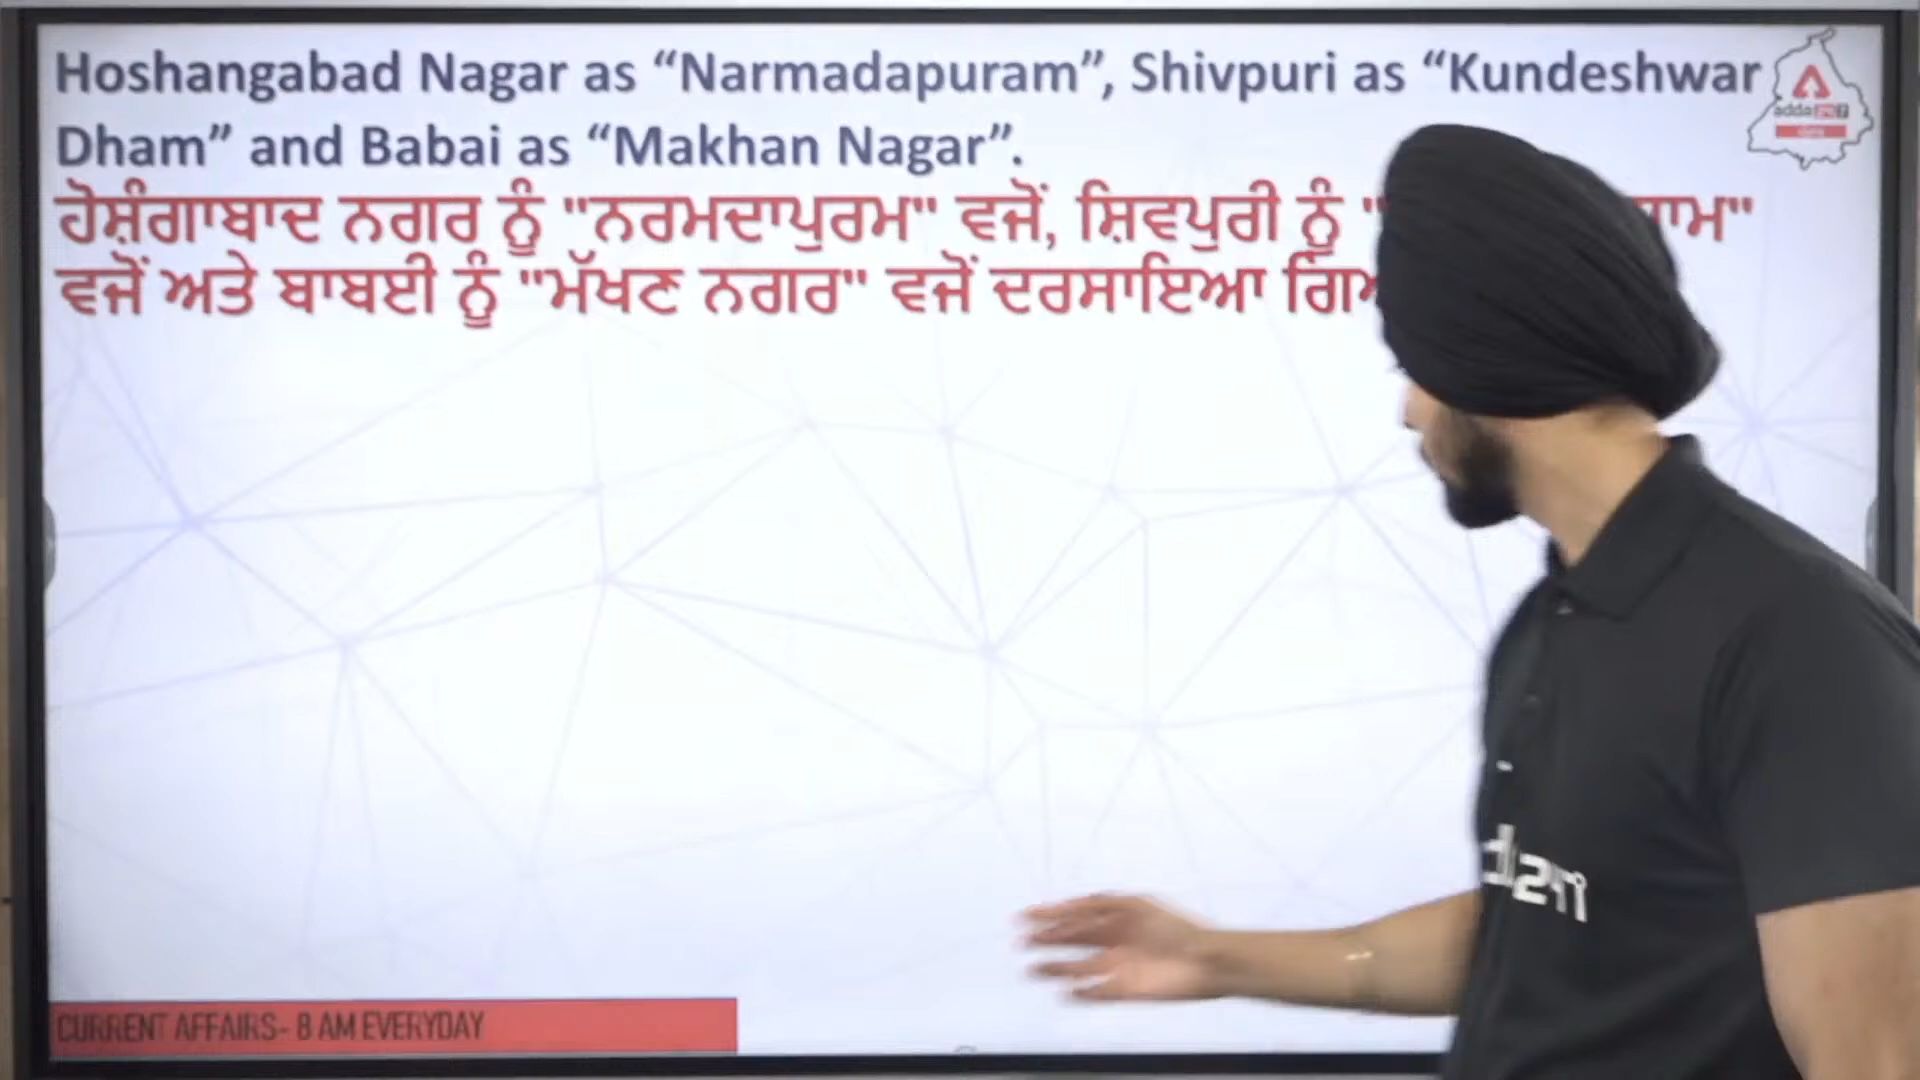 Hoshangabad Nagar as “Narmadapuram”, Shivpuri as “Kundeshwar
Dham” and Babai as “Makhan Nagar”.
ਹੋਸ਼ੰਗਾਬਾਦ ਨਗਰ ਨੂੰ "ਨਰਮਦਾਪੁਰਮ" ਵਜੋਂ, ਸ਼ਿਵਪੁਰੀ ਨੂੰ "
ਵਜੋਂ ਅਤੇ ਬਾਬਈ ਨੂੰ "ਮੱਖਣ ਨਗਰ" ਵਜੋਂ ਦਰਸਾਇਆ
adda247
CURRENT AFFAIRS- 8 AM EVERYDAY